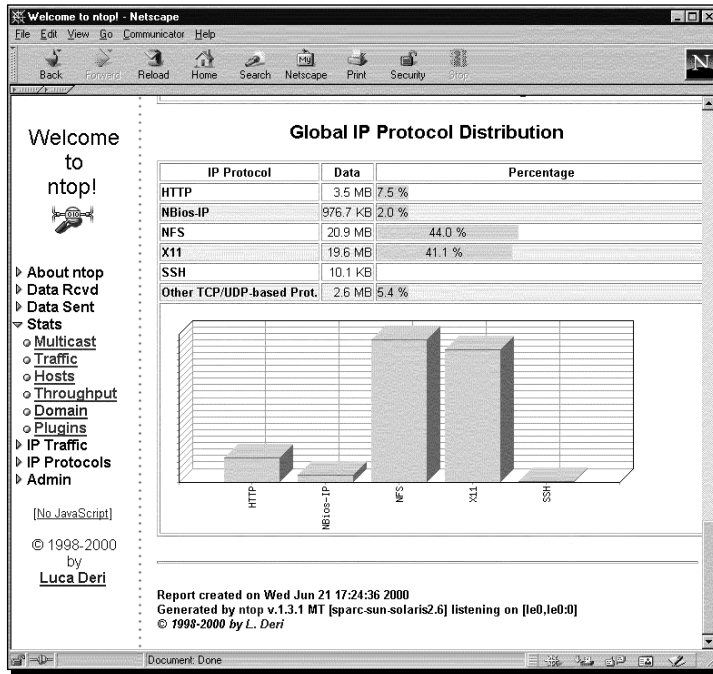 Welcome to ntop! - Netscape
File Edit View Go Communicator Help
Back Forward Reload Home Search Netscape Print Security Stop
My
N
Welcome
to
ntop!
About ntop
Data Rcvd
Data Sent
Stats
Multicast
Traffic
Hosts
Throughput
Domain
Plugins
IP Traffic
IP Protocols
Admin
[No JavaScript]
© 1998-2000
by
Luca Deri
Global IP Protocol Distribution
IP Protocol Data Percentage
HTTP 3.5 MB 7.5 %
NBios-IP 976.7 KB 2.0 %
NFS 20.9 MB 44.0 %
X11 19.6 MB 41.1 %
SSH 10.1 KB
Other TCP/UDP-based Prot. 2.6 MB 5.4 %
HTTP
NBios-IP
NFS
X11
SSH
Report created on Wed Jun 21 17:24:36 2000
Generated by ntop v.1.3.1 MT [sparc-sun-solaris2.6] listening on [le0,le0:0]
© 1998-2000 by L. Deri
Document: Done